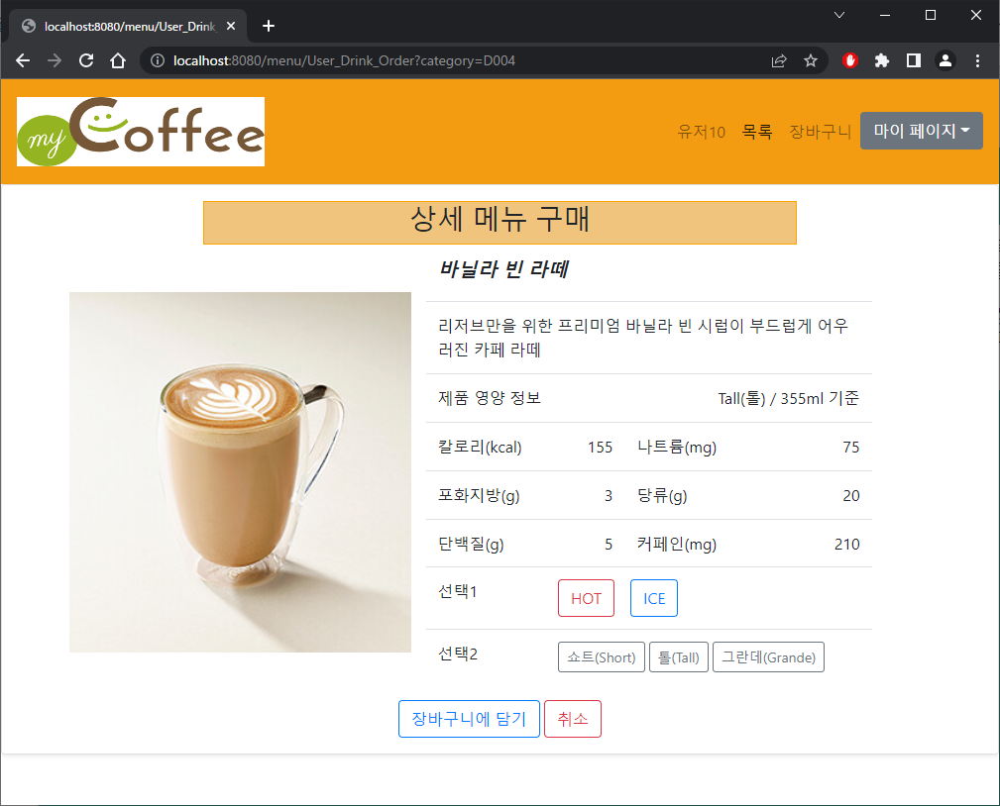 localhost:8080/menu/User_Drink_
localhost:8080/menu/User_Drink_Order?category=D004
my Coffee
유저10 목록 장바구니 마이 페이지
상세 메뉴 구매
바닐라 빈 라떼
리저브만을 위한 프리미엄 바닐라 빈 시럽이 부드럽게 어우
러진 카페 라떼
제품 영양 정보 Tall(톨) / 355ml 기준
칼로리(kcal) 155 나트륨(mg) 75
포화지방(g) 3 당류(g) 20
단백질(g) 5 커페인(mg) 210
선택1 HOT ICE
선택2 쇼트(Short) 톨(Tall) 그란데(Grande)
장바구니에 담기 취소